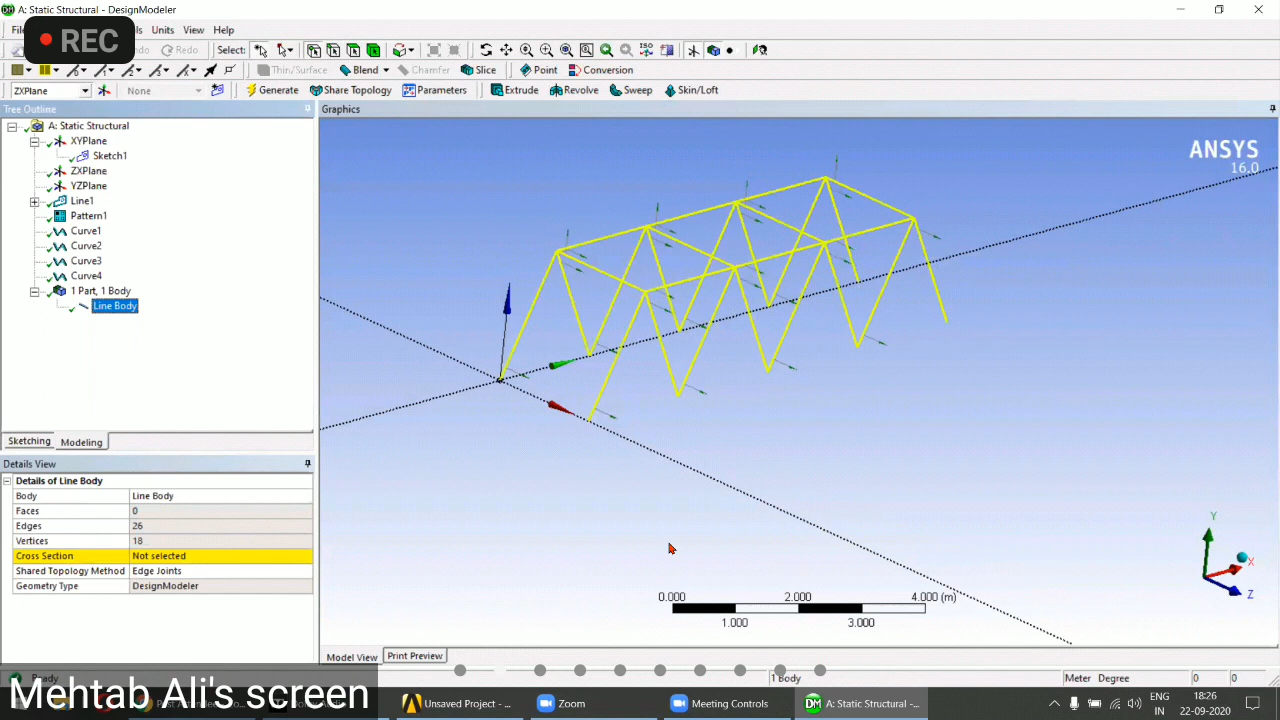 A: Static Structural - DesignModeler
REC
Units View Help
Redo Select:
Thin/Surface Blend Chamfer Slice Point Conversion
ZXPlane None Generate Share Topology Parameters Extrude Revolve Sweep Skin/Loft
Tree Outline
A: Static Structural
XYPlane
Sketch1
ZXPlane
YZPlane
Line1
Pattern1
Curve1
Curve2
Curve3
Curve4
1 Part, 1 Body
Line Body
Sketching Modeling
Details View
Details of Line Body
Body Line Body
Faces 0
Edges 26
Vertices 18
Cross Section Not selected
Shared Topology Method Edge Joints
Geometry Type DesignModeler
Graphics
ANSYS
16.0
0.000 2.000 4.000 (m)
1.000 3.000
Y
X
Z
Model View Print Preview
Ready 1 Body Meter Degree 0 0
Mehtab Ali's screen
Unsaved Project - ... Zoom Meeting Controls A: Static Structural -...
ENG
IN
18:26
22-09-2020